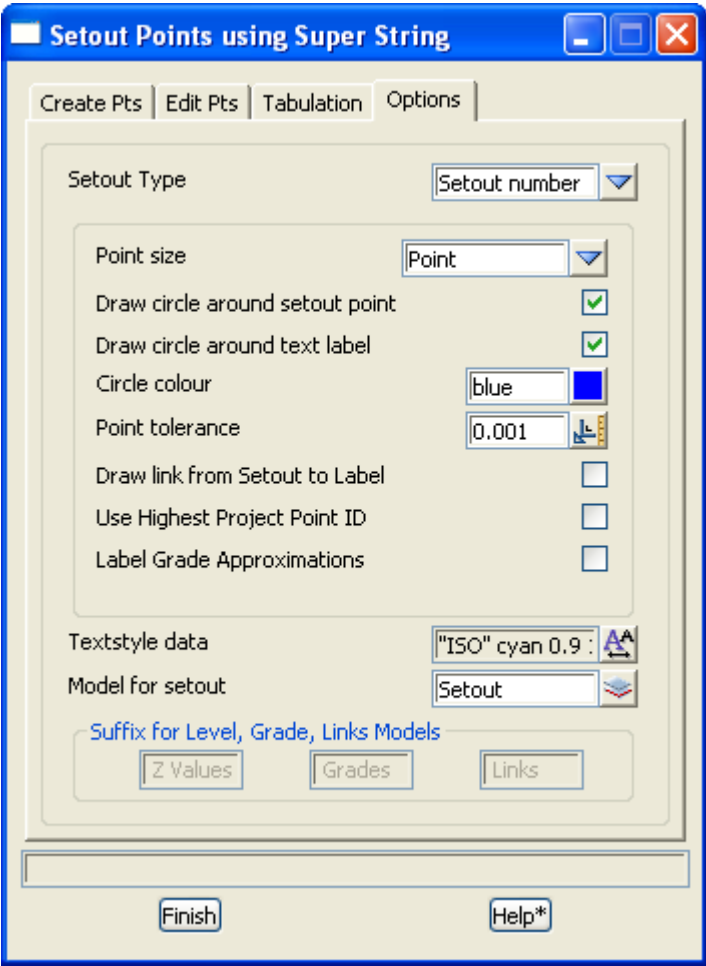 Setout Points using Super String
Create Pts Edit Pts Tabulation Options
Setout Type Setout number
Point size Point
Draw circle around setout point
Draw circle around text label
Circle colour blue
Point tolerance 0.001
Draw link from Setout to Label
Use Highest Project Point ID
Label Grade Approximations
Textstyle data "ISO" cyan 0.9 :
Model for setout Setout
Suffix for Level, Grade, Links Models
Z Values Grades Links
Finish Help*